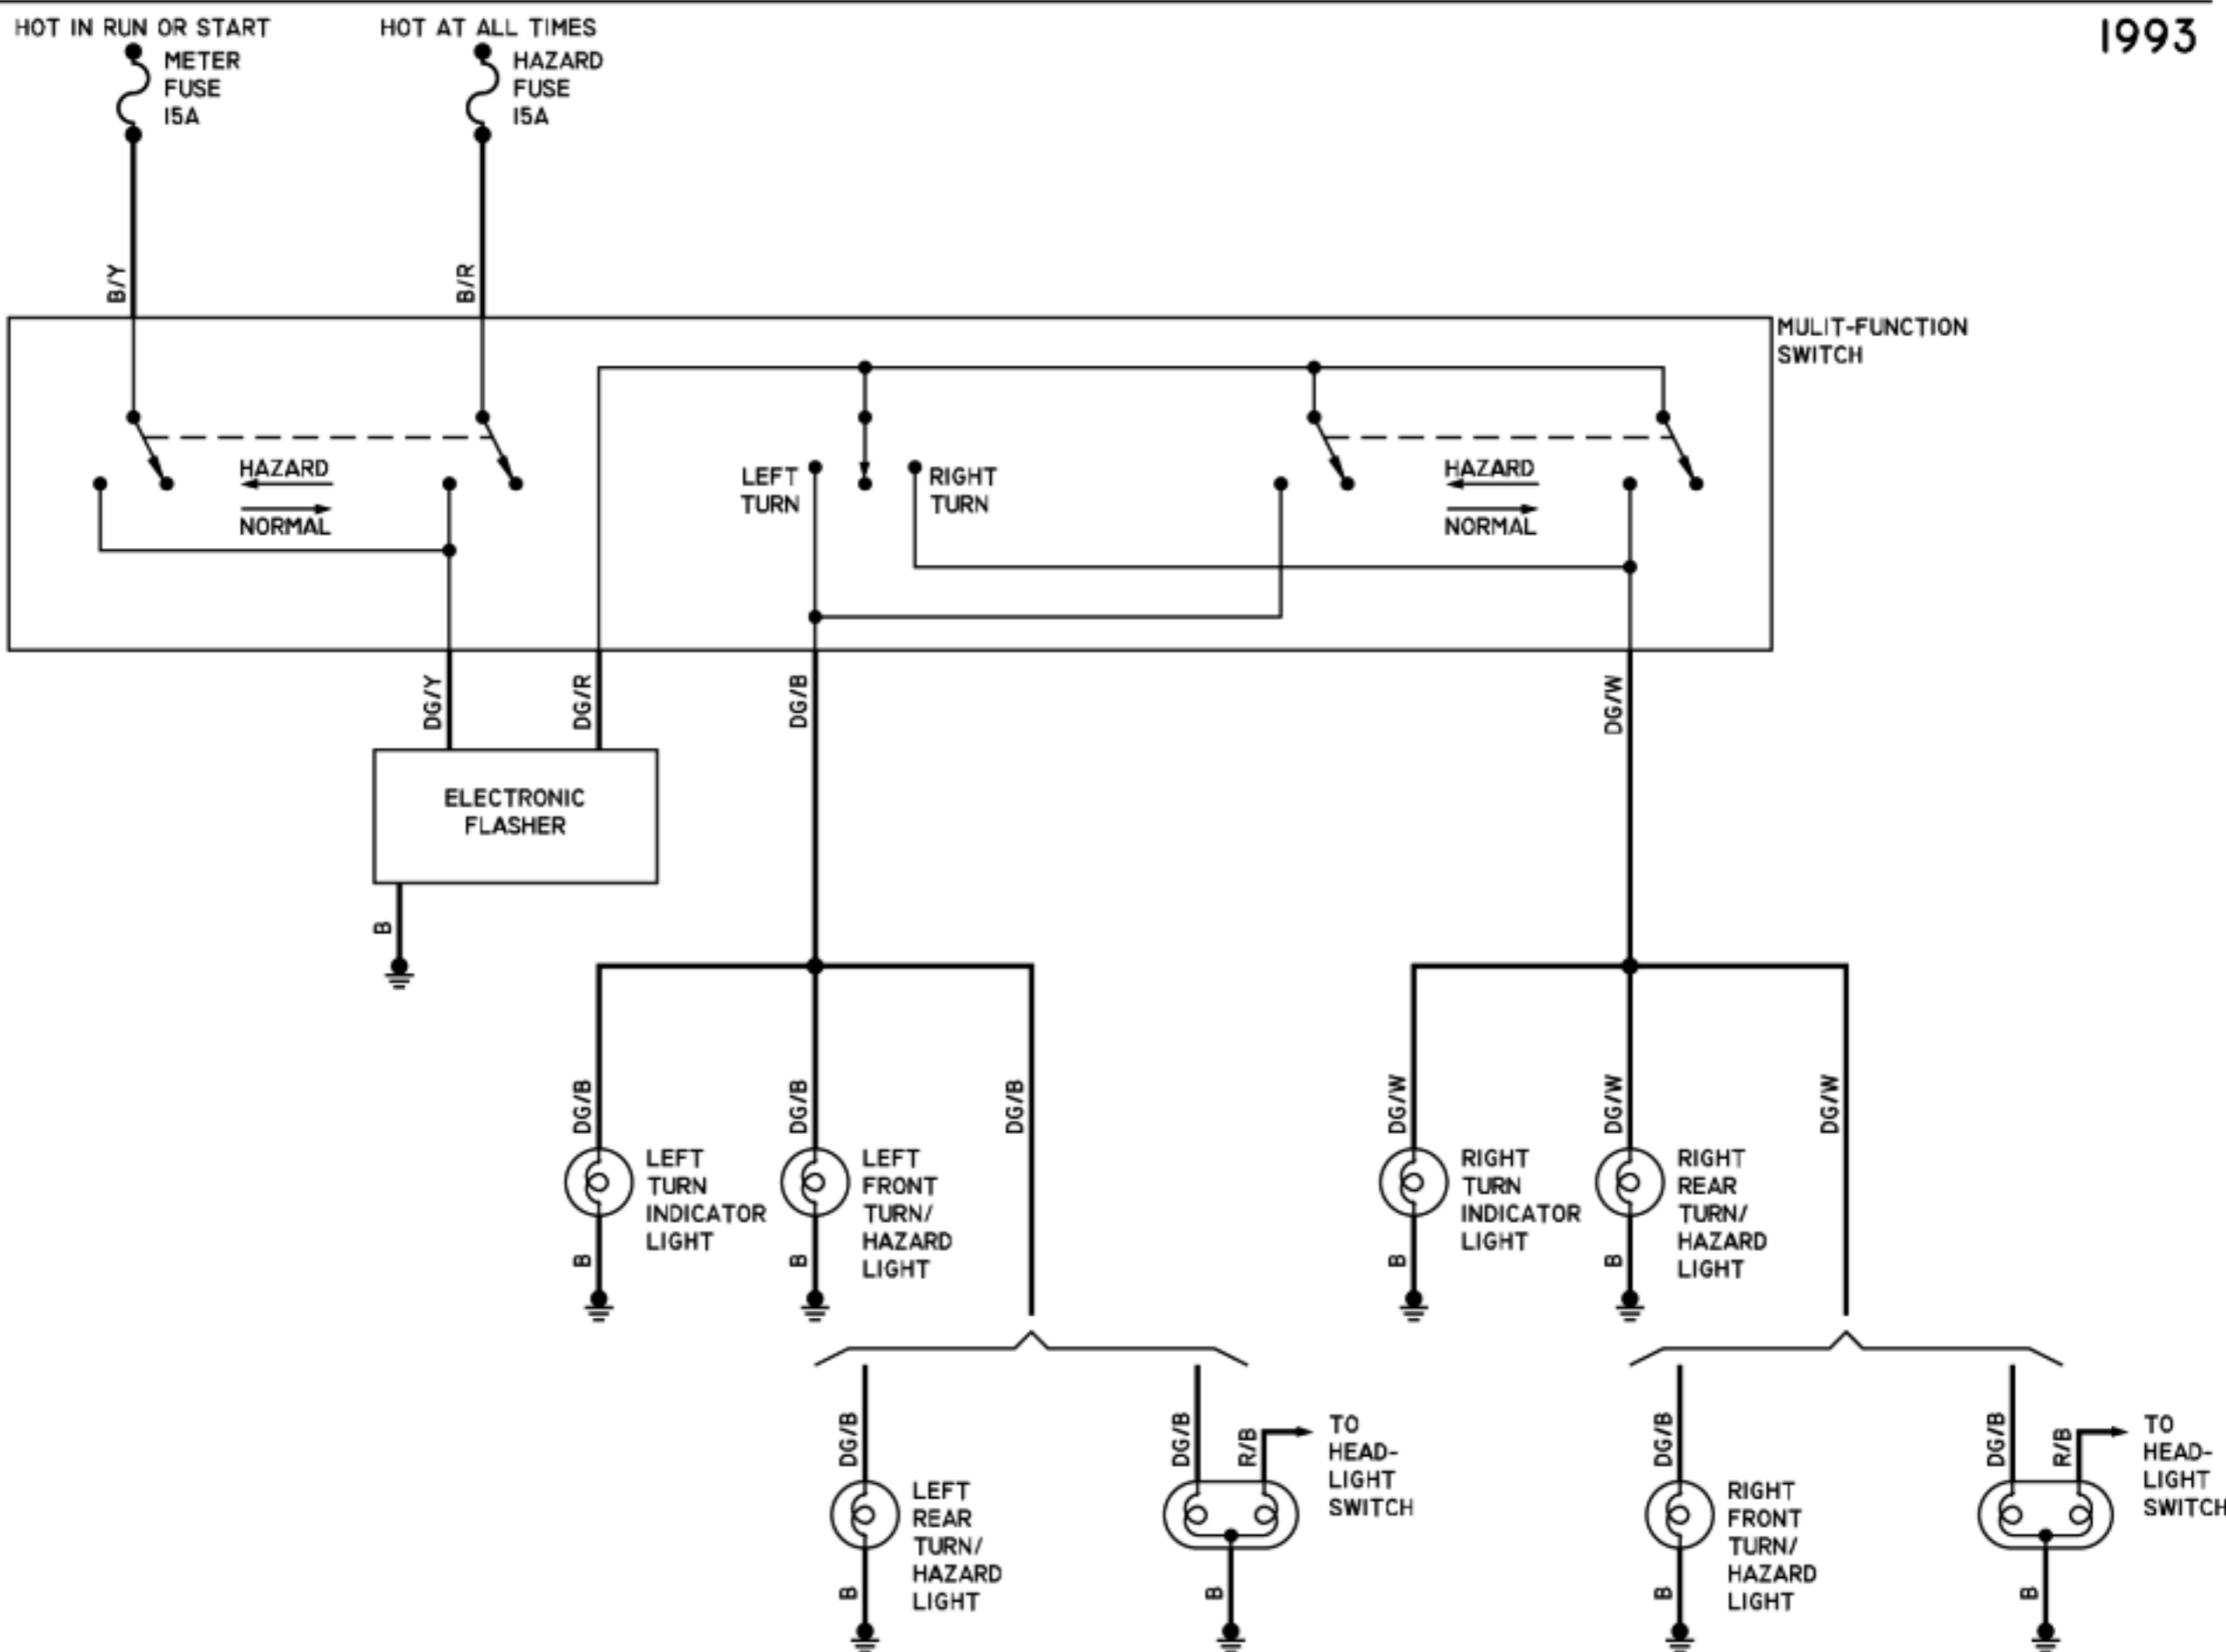 HOT IN RUN OR START
HOT AT ALL TIMES
1993
METER
FUSE
15A
HAZARD
FUSE
15A
B/Y
B/R
MULIT-FUNCTION
SWITCH
HAZARD
NORMAL
LEFT
TURN
RIGHT
TURN
HAZARD
NORMAL
DG/Y
DG/R
DG/B
DG/W
ELECTRONIC
FLASHER
B
DG/B
DG/B
DG/B
DG/W
DG/W
DG/W
LEFT
TURN
INDICATOR
LIGHT
LEFT
FRONT
TURN/
HAZARD
LIGHT
RIGHT
TURN
INDICATOR
LIGHT
RIGHT
REAR
TURN/
HAZARD
LIGHT
B
B
B
B
DG/B
DG/B
R/B
TO
HEAD-
LIGHT
SWITCH
DG/B
DG/B
R/B
TO
HEAD-
LIGHT
SWITCH
LEFT
REAR
TURN/
HAZARD
LIGHT
RIGHT
FRONT
TURN/
HAZARD
LIGHT
B
B
B
B